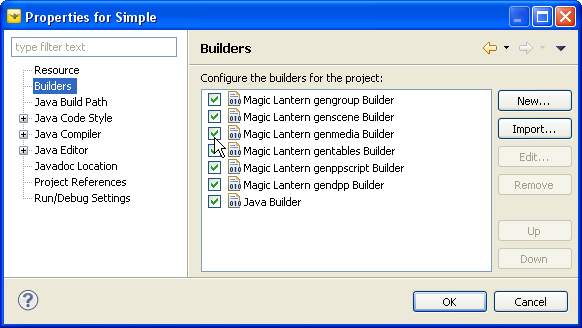 Properties for Simple
type filter text
Resource
Builders
Java Build Path
Java Code Style
Java Compiler
Java Editor
Javadoc Location
Project References
Run/Debug Settings
Builders
Configure the builders for the project:
Magic Lantern gengroup Builder
Magic Lantern genscene Builder
Magic Lantern genmedia Builder
Magic Lantern gentables Builder
Magic Lantern genppscript Builder
Magic Lantern gendpp Builder
Java Builder
New...
Import...
Edit...
Remove
Up
Down
OK
Cancel